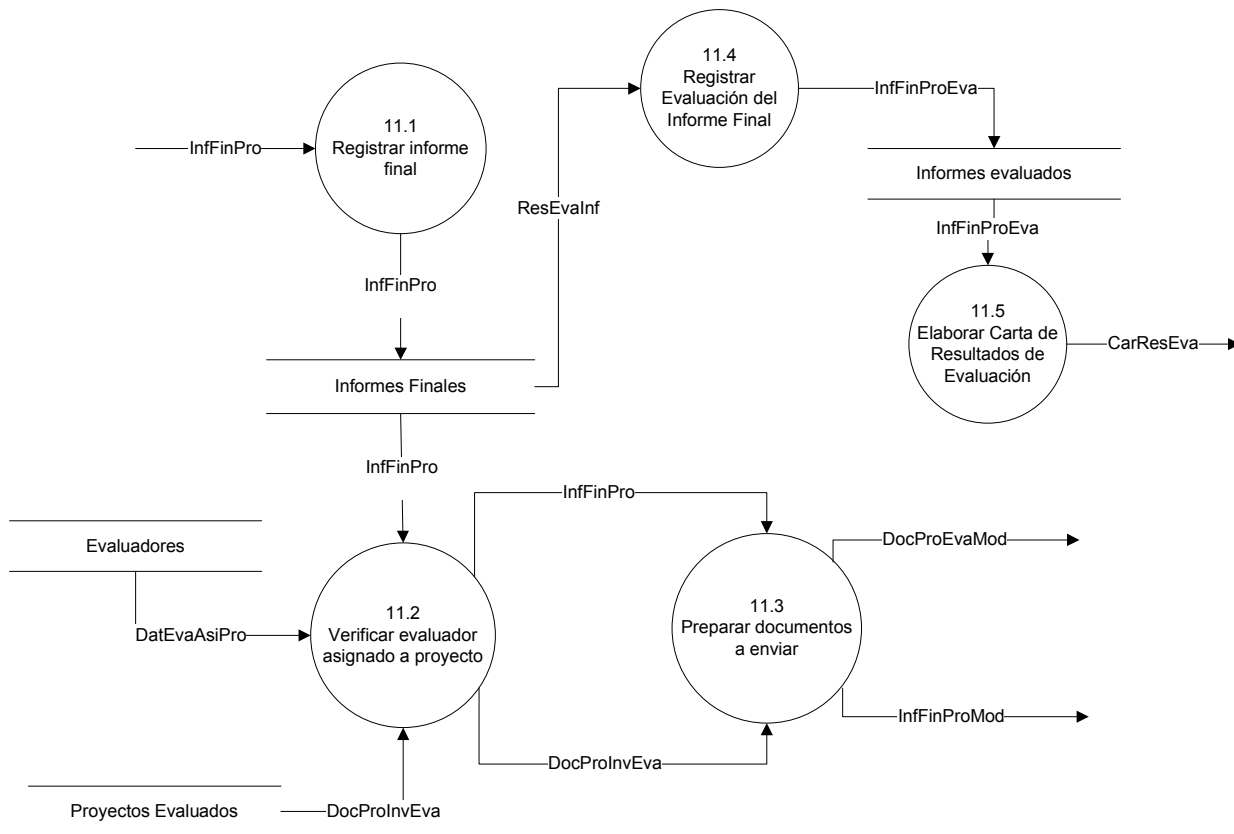 11.4
Registrar
Evaluación del
Informe Final
InfFinProEva
11.1
Registrar informe
final
InfFinPro
Informes evaluados
ResEvaInf
InfFinProEva
InfFinPro
11.5
Elaborar Carta de
Resultados de
Evaluación
CarResEva
Informes Finales
InfFinPro
InfFinPro
Evaluadores
DocProEvaMod
11.2
Verificar evaluador
asignado a proyecto
DatEvaAsiPro
11.3
Preparar documentos
a enviar
InfFinProMod
DocProInvEva
Proyectos Evaluados
DocProInvEva